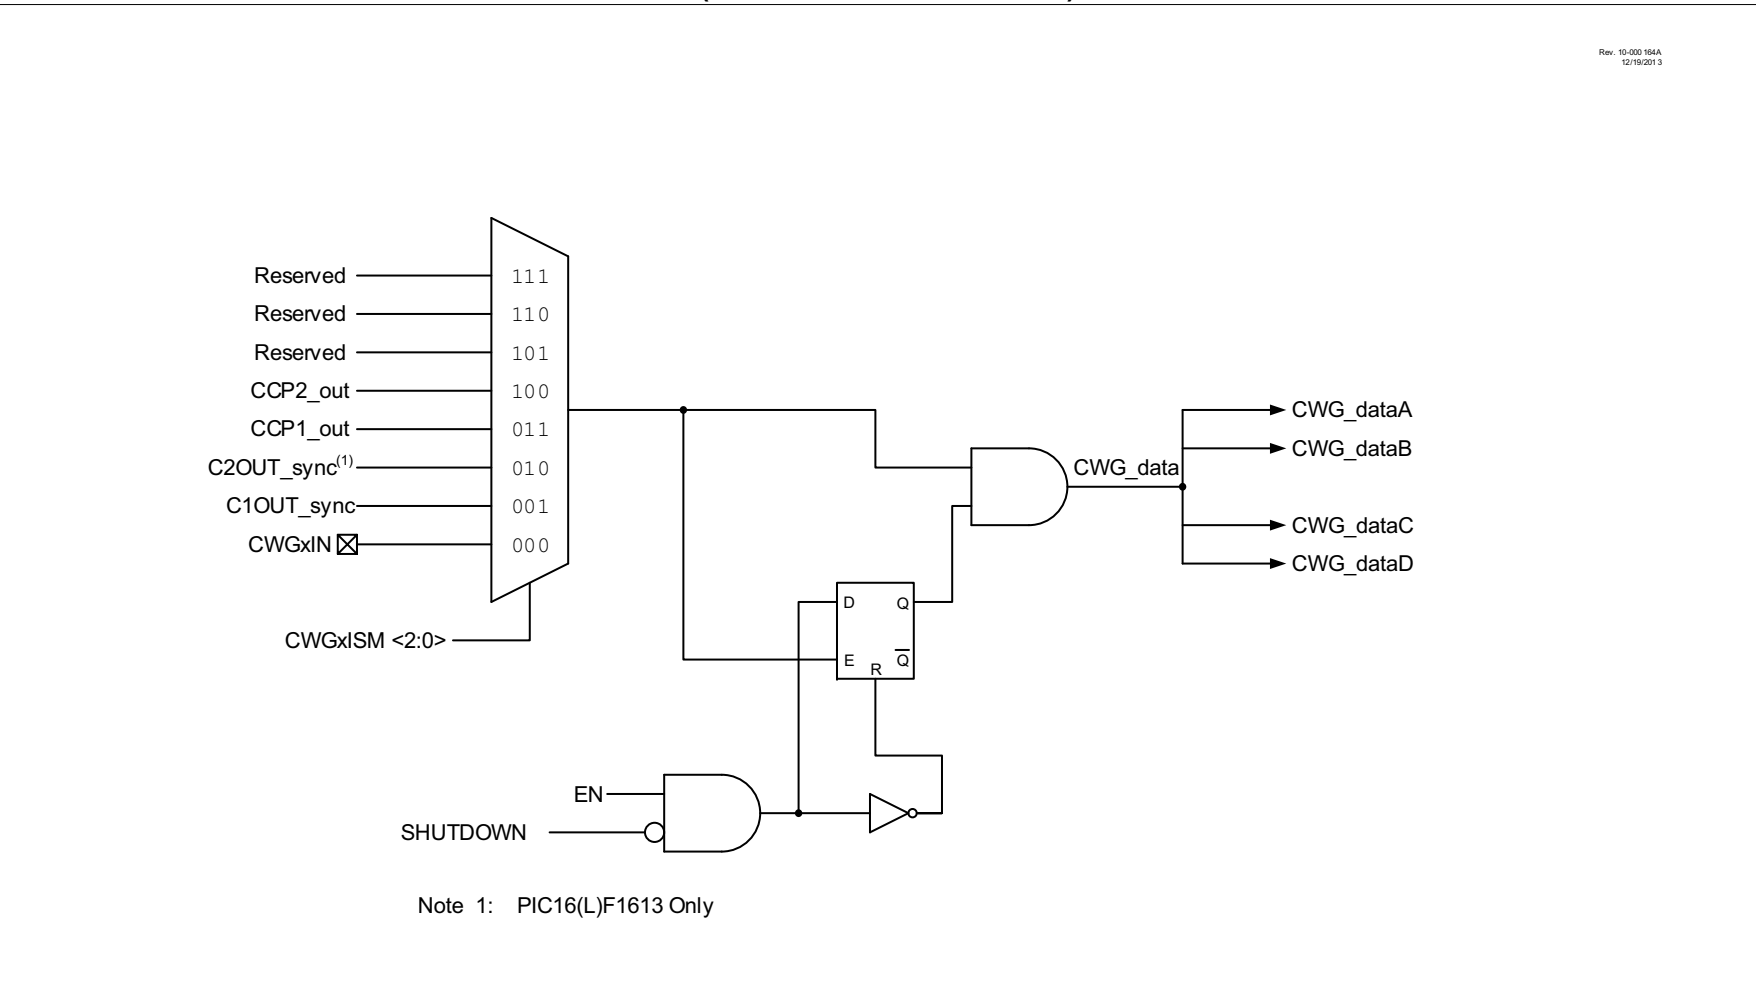 Rev. 10-000 164A
12/19/201 3
Reserved 111
Reserved 110
Reserved 101
CCP2_out 100
CCP1_out 011
C2OUT_sync(1) 010
C1OUT_sync 001
CWGxIN 000
CWGxISM <2:0>
CWG_data
CWG_dataA
CWG_dataB
CWG_dataC
CWG_dataD
D Q
E Q̅
R
EN
SHUTDOWN
Note 1: PIC16(L)F1613 Only